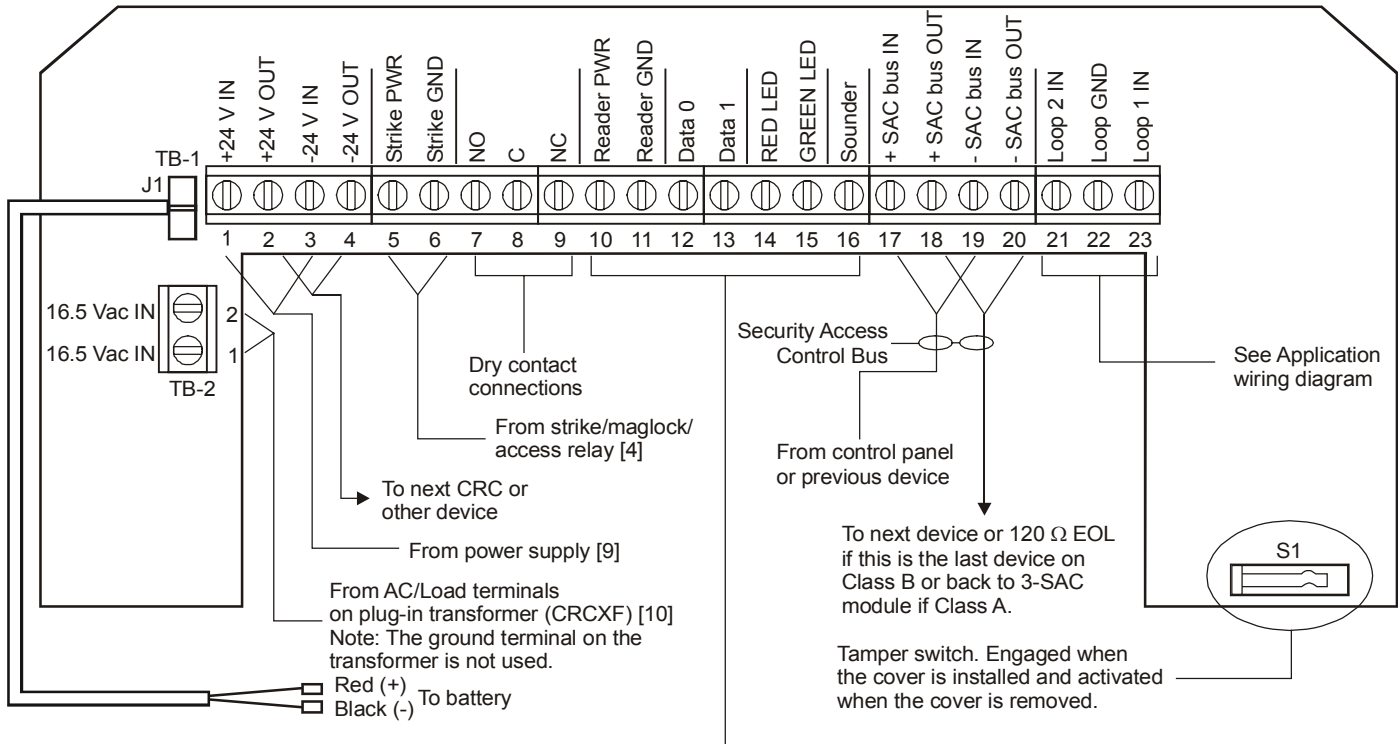 +24 V IN
+24 V OUT
-24 V IN
-24 V OUT
Strike PWR
Strike GND
NO
C
NC
Reader PWR
Reader GND
Data 0
Data 1
RED LED
GREEN LED
Sounder
+ SAC bus IN
+ SAC bus OUT
- SAC bus IN
- SAC bus OUT
Loop 2 IN
Loop GND
Loop 1 IN
TB-1
J1
1 2 3 4 5 6 7 8 9 10 11 12 13 14 15 16 17 18 19 20 21 22 23
16.5 Vac IN
2
16.5 Vac IN
1
TB-2
Dry contact
connections
From strike/maglock/
access relay [4]
To next CRC or
other device
From power supply [9]
From AC/Load terminals
on plug-in transformer (CRCXF) [10]
Note: The ground terminal on the
transformer is not used.
Red (+)
Black (-)
To battery
Security Access
Control Bus
From control panel
or previous device
To next device or 120 Ω EOL
if this is the last device on
Class B or back to 3-SAC
module if Class A.
See Application
wiring diagram
S1
Tamper switch. Engaged when
the cover is installed and activated
when the cover is removed.